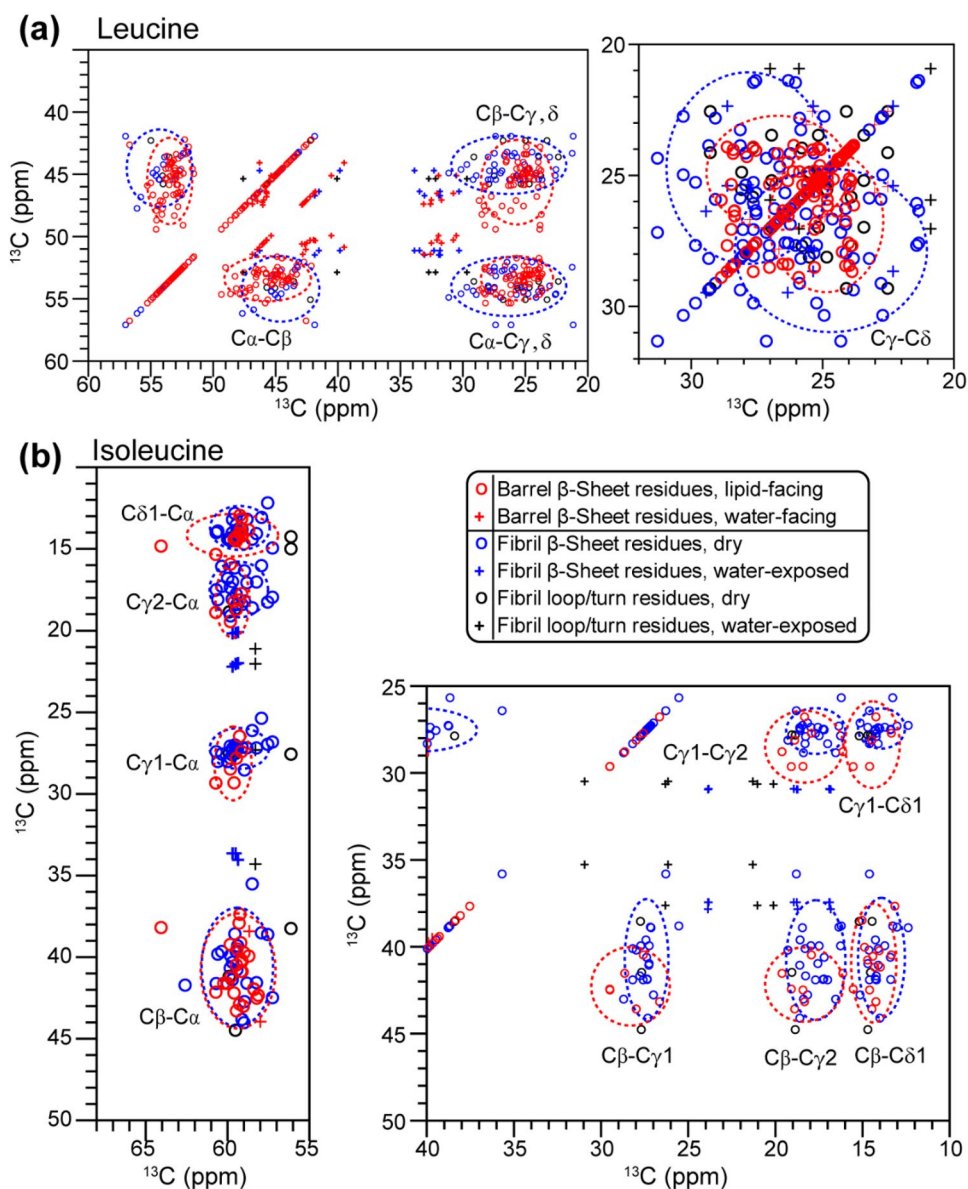 (a) Leucine
40
45
50
55
60
¹³C (ppm)
60 55 50 45 40 35 30 25 20
¹³C (ppm)
Cβ-Cγ,δ
Cα-Cβ
Cα-Cγ,δ
20
25
30
30 25 20
¹³C (ppm)
Cγ-Cδ
(b) Isoleucine
10
15
20
25
30
35
40
45
50
¹³C (ppm)
65 60 55
¹³C (ppm)
Cδ1-Cα
Cγ2-Cα
Cγ1-Cα
Cβ-Cα
Barrel β-Sheet residues, lipid-facing
Barrel β-Sheet residues, water-facing
Fibril β-Sheet residues, dry
Fibril β-Sheet residues, water-exposed
Fibril loop/turn residues, dry
Fibril loop/turn residues, water-exposed
25
30
35
40
45
50
¹³C (ppm)
40 35 30 25 20 15 10
¹³C (ppm)
Cγ1-Cγ2
Cγ1-Cδ1
Cβ-Cγ1
Cβ-Cγ2
Cβ-Cδ1